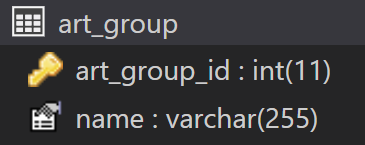 art_group
art_group_id : int(11)
name : varchar(255)